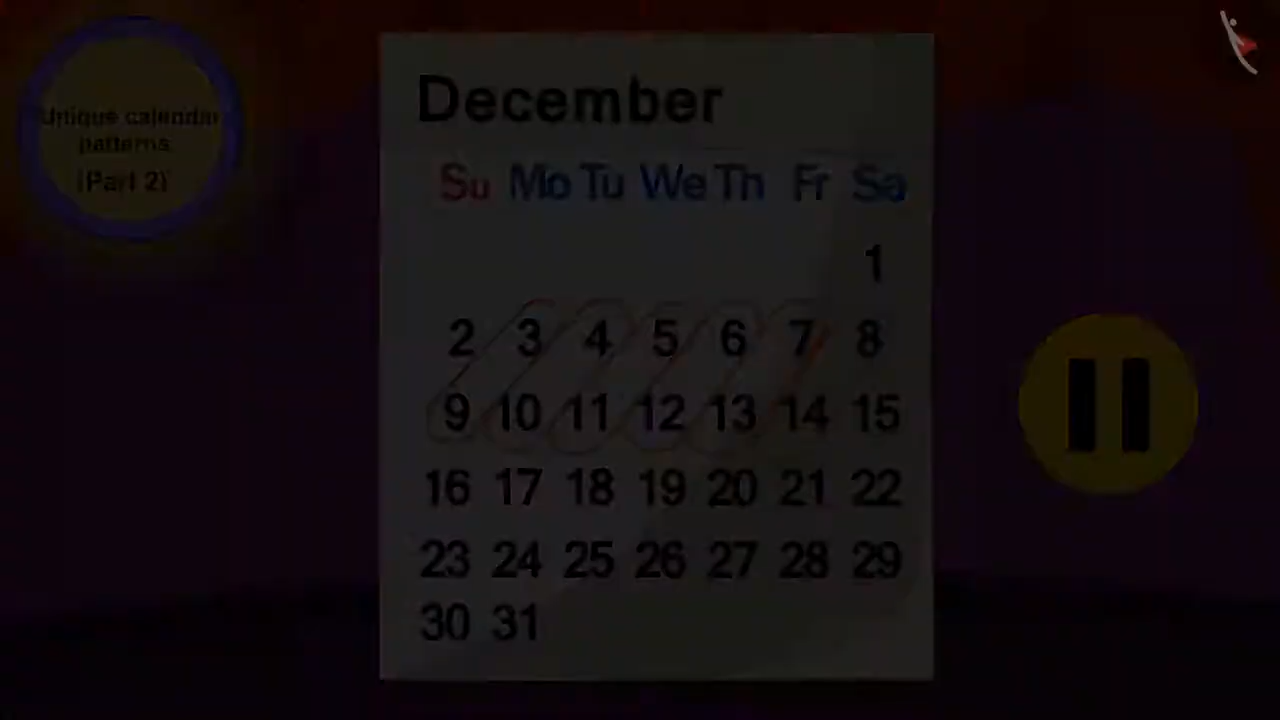 Unique calendar
patterns
(Part 2)
December
Su Mo Tu We Th Fr Sa
1
2 3 4 5 6 7 8
9 10 11 12 13 14 15
16 17 18 19 20 21 22
23 24 25 26 27 28 29
30 31